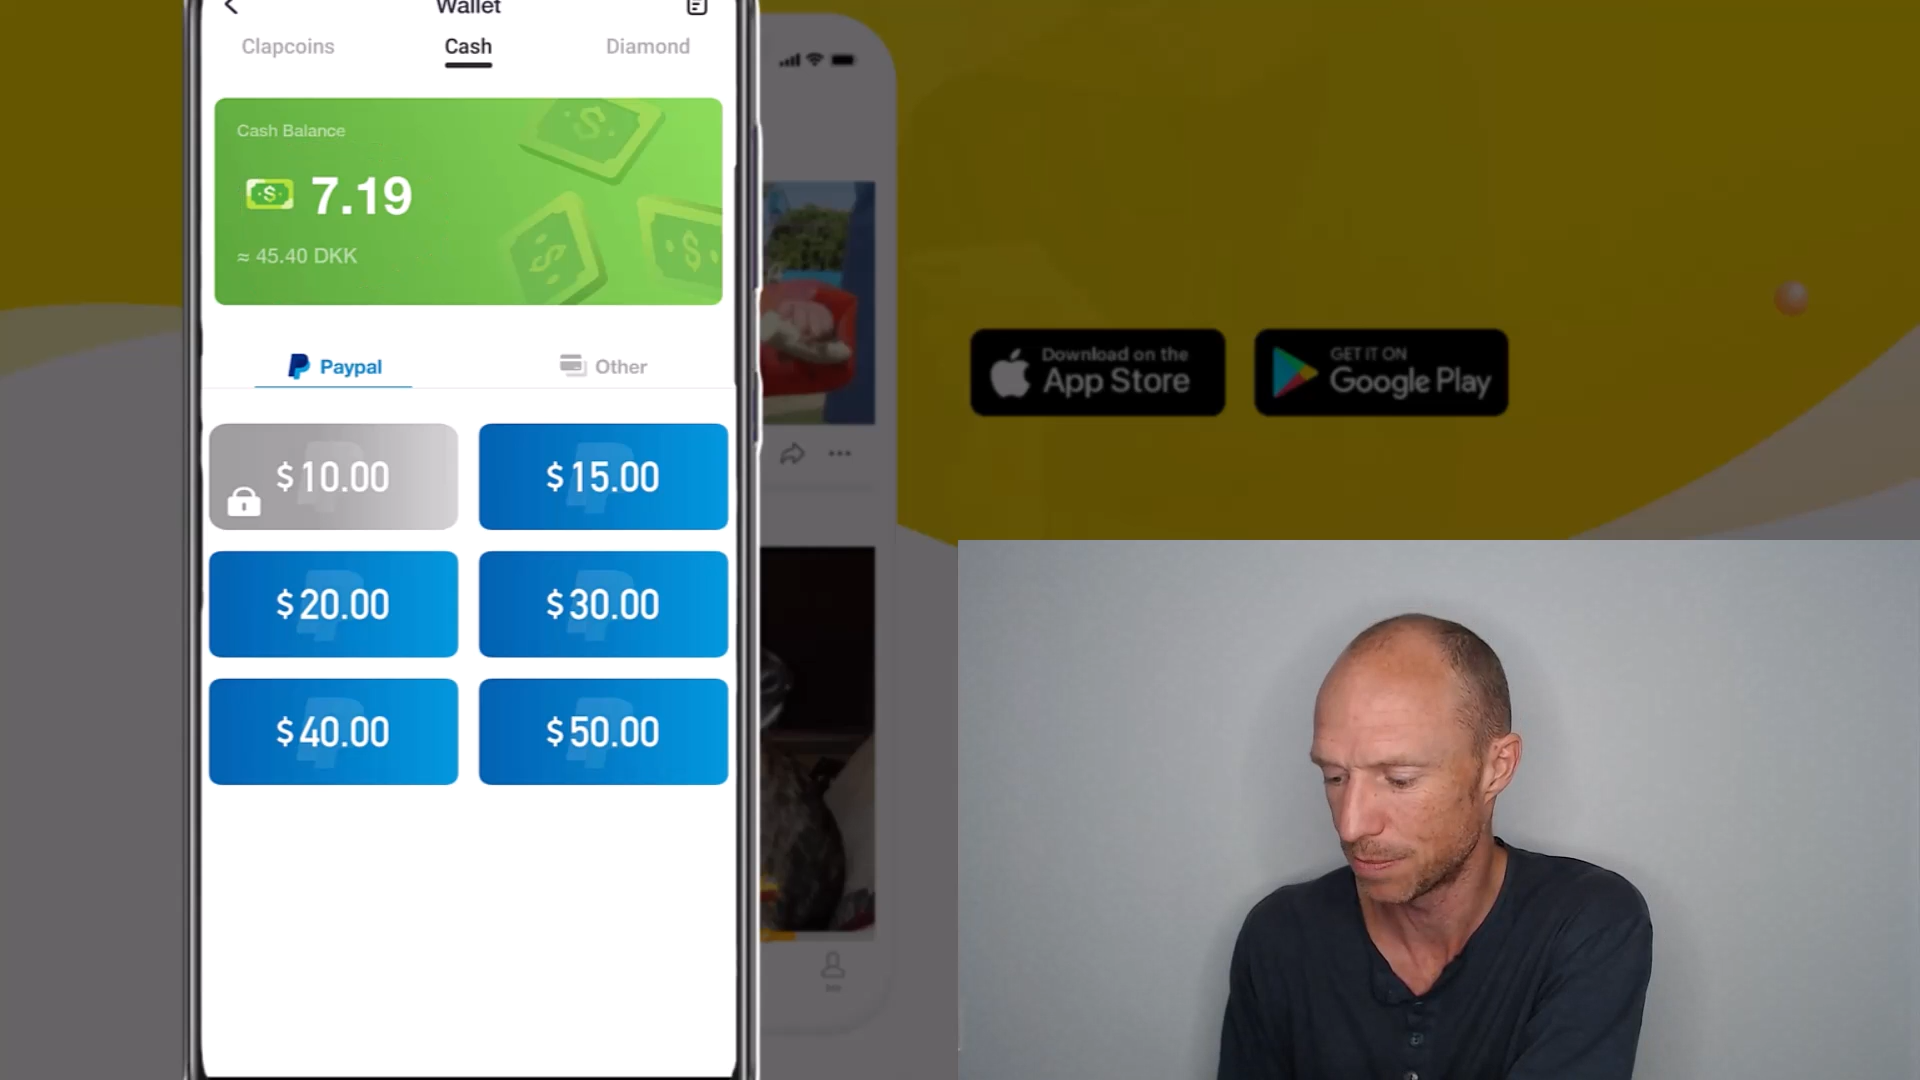 Wallet
Clapcoins Cash Diamond
Cash Balance
7.19
≈ 45.40 DKK
Paypal Other
$10.00 $15.00
$20.00 $30.00
$40.00 $50.00
Download on the
App Store
GET IT ON
Google Play